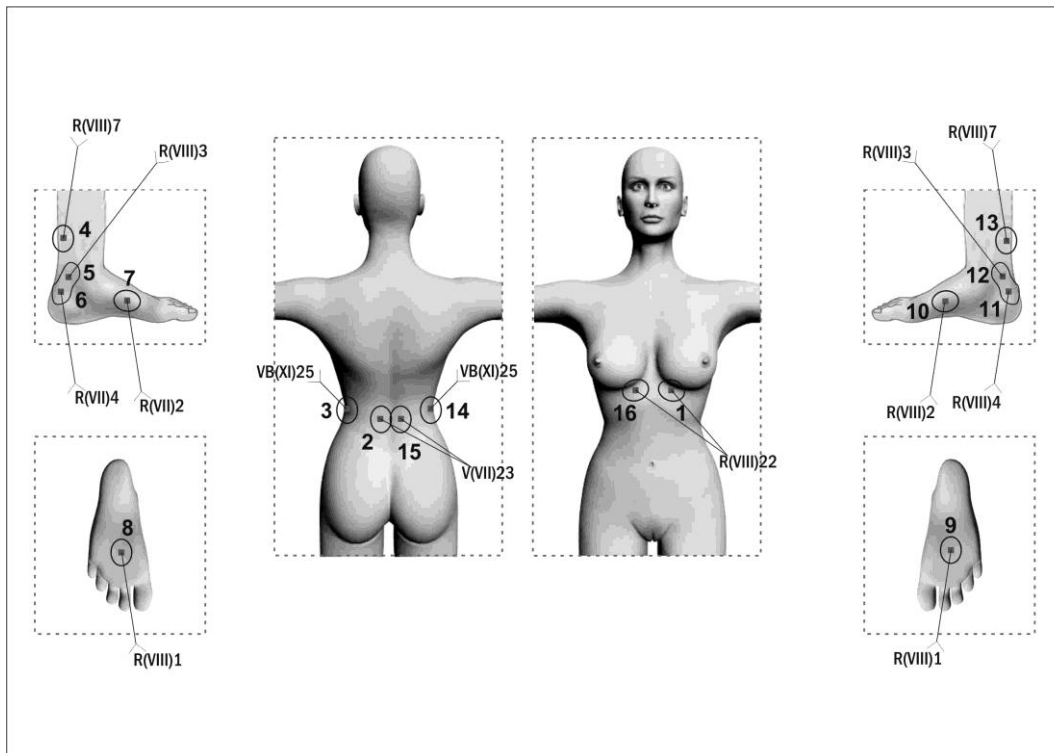 R(VIII)7
R(VIII)3
4
5
6
7
R(VII)4
R(VII)2
8
R(VIII)1
VB(XI)25
VB(XI)25
3
14
2
15
V(VII)23
16
1
R(VIII)22
R(VIII)7
R(VIII)3
13
12
10
11
R(VIII)2
R(VIII)4
9
R(VIII)1